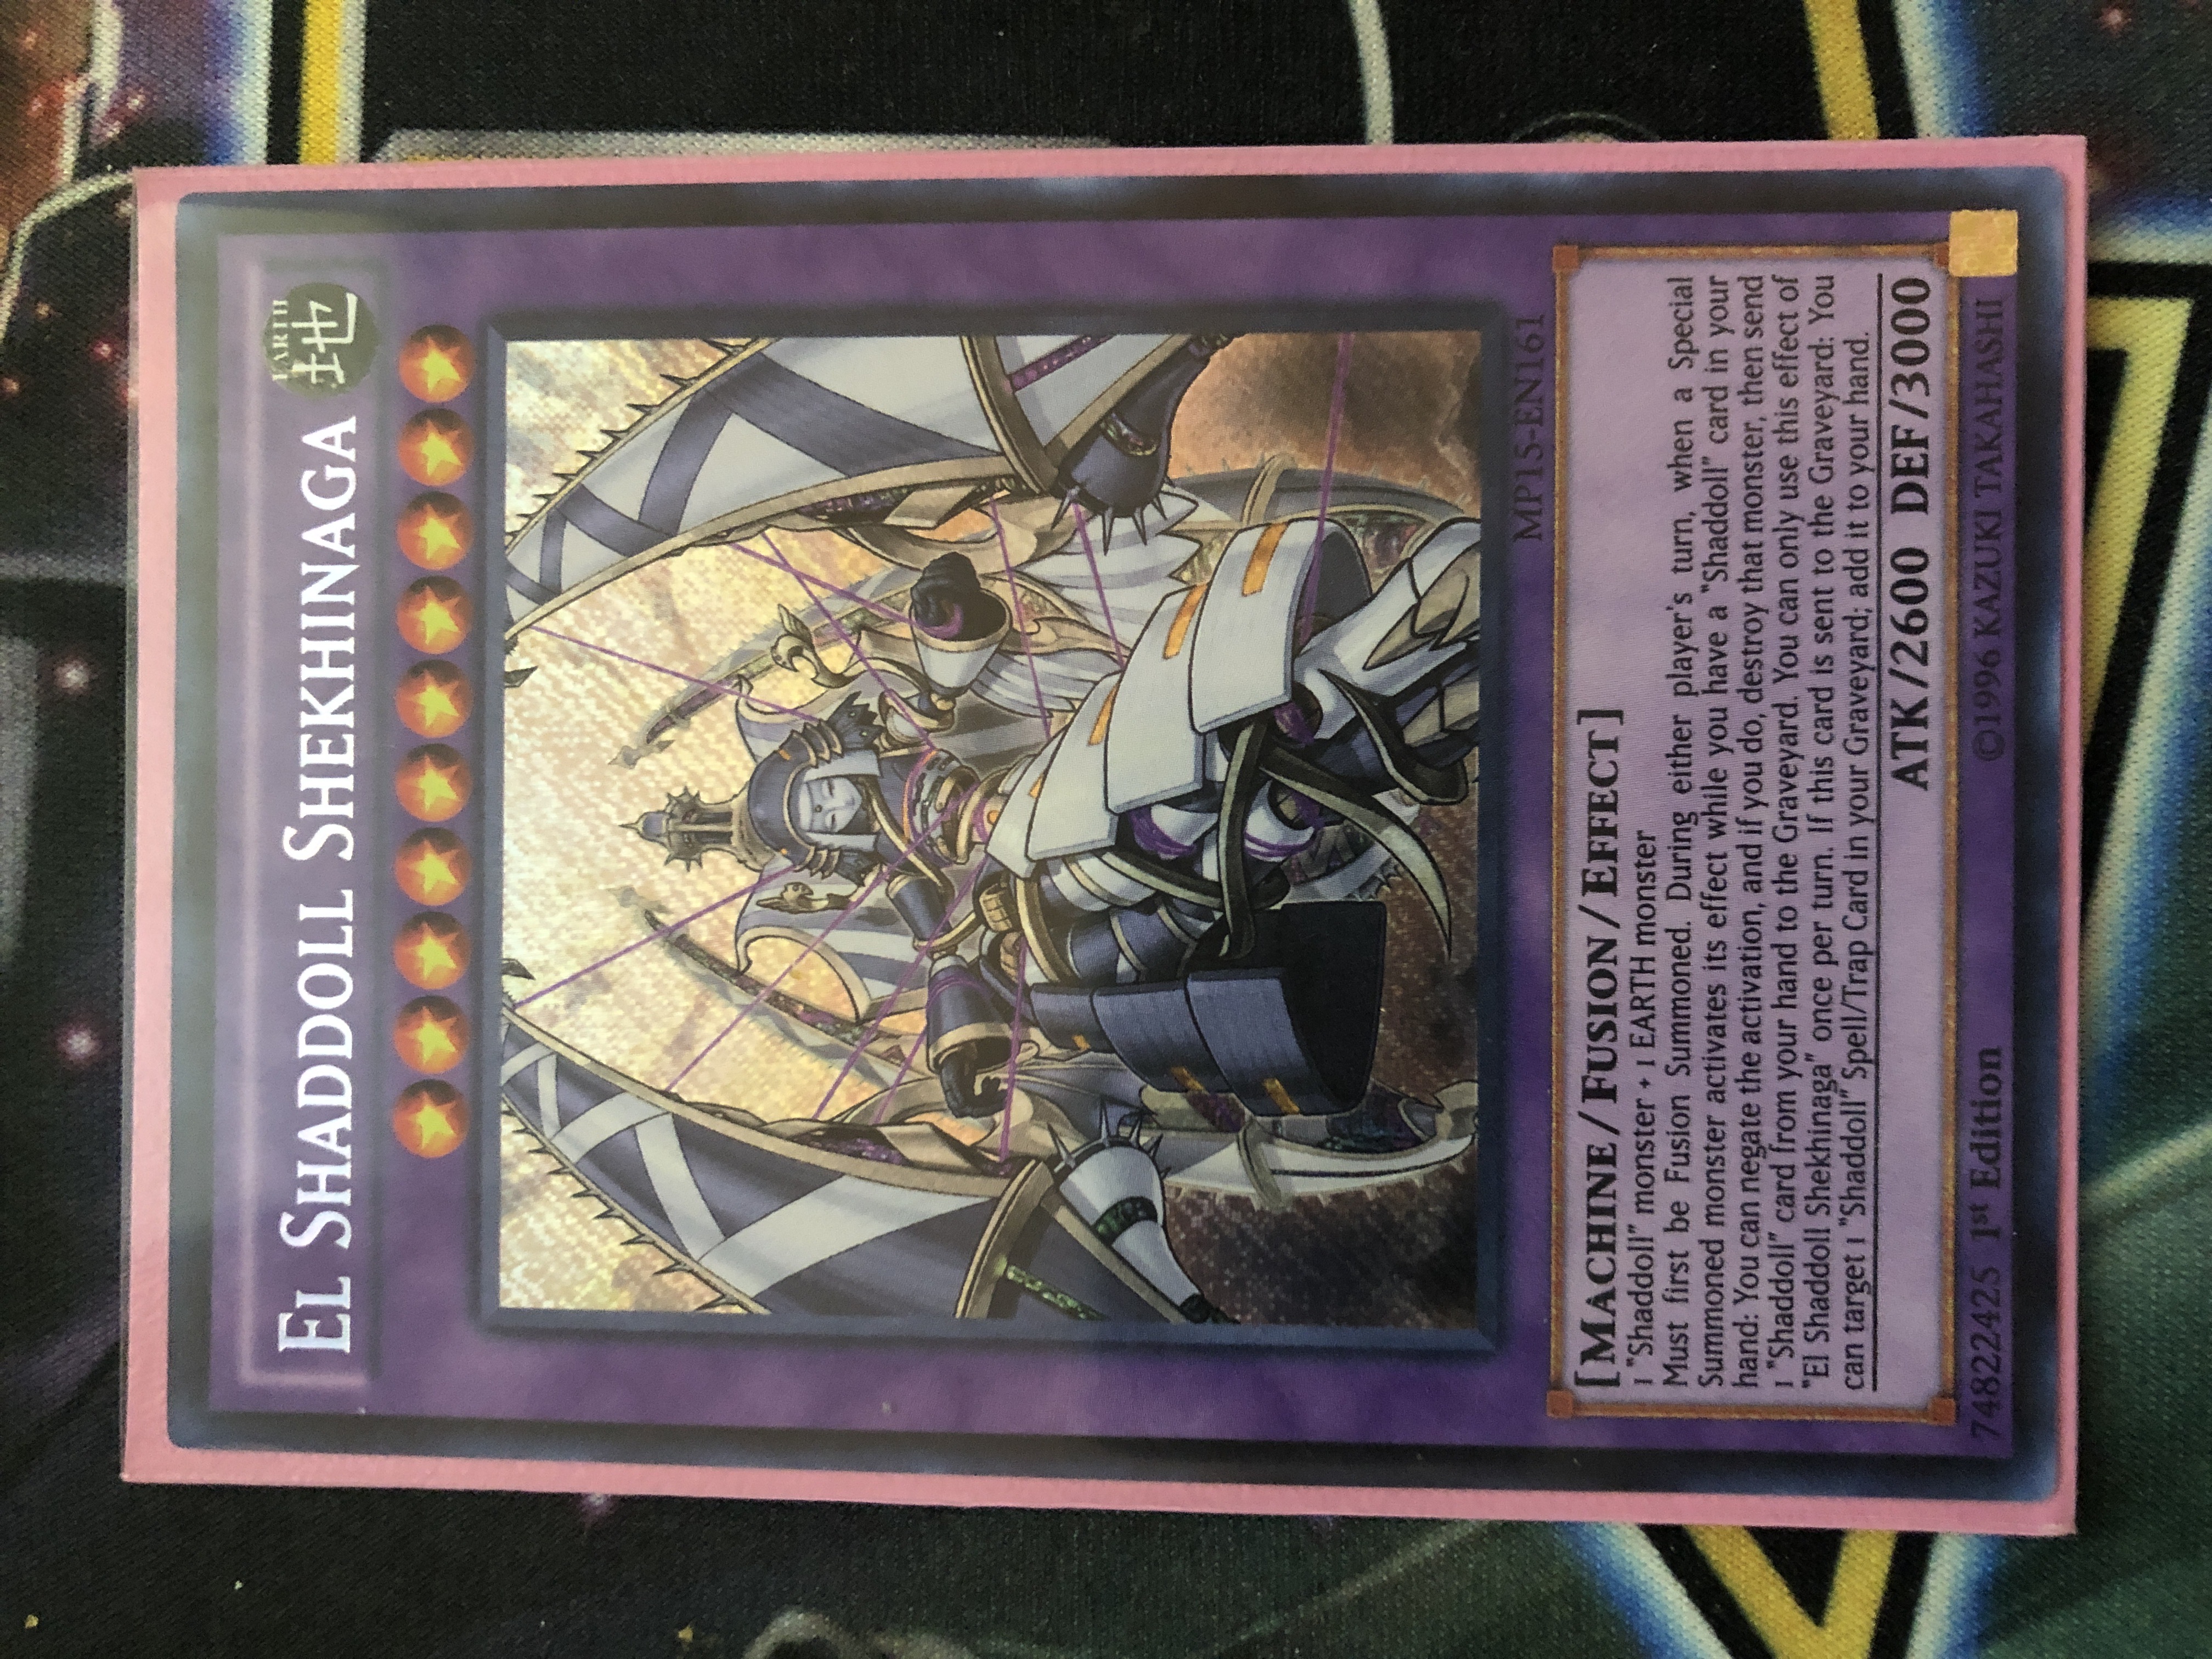 EL SHADDOLL SHEKHINAGA
EARTH
地
MP15-EN161
[MACHINE/FUSION/EFFECT]
1 "Shaddoll" monster + 1 EARTH monster
Must first be Fusion Summoned. During either player's turn, when a Special
Summoned monster activates its effect while you have a "Shaddoll" card in your
hand: You can negate the activation, and if you do, destroy that monster, then send
1 "Shaddoll" card from your hand to the Graveyard. You can only use this effect of
"El Shaddoll Shekhinaga" once per turn. If this card is sent to the Graveyard: You
can target 1 "Shaddoll" Spell/Trap Card in your Graveyard; add it to your hand.
ATK/2600 DEF/3000
74822425 1st Edition ©1996 KAZUKI TAKAHASHI